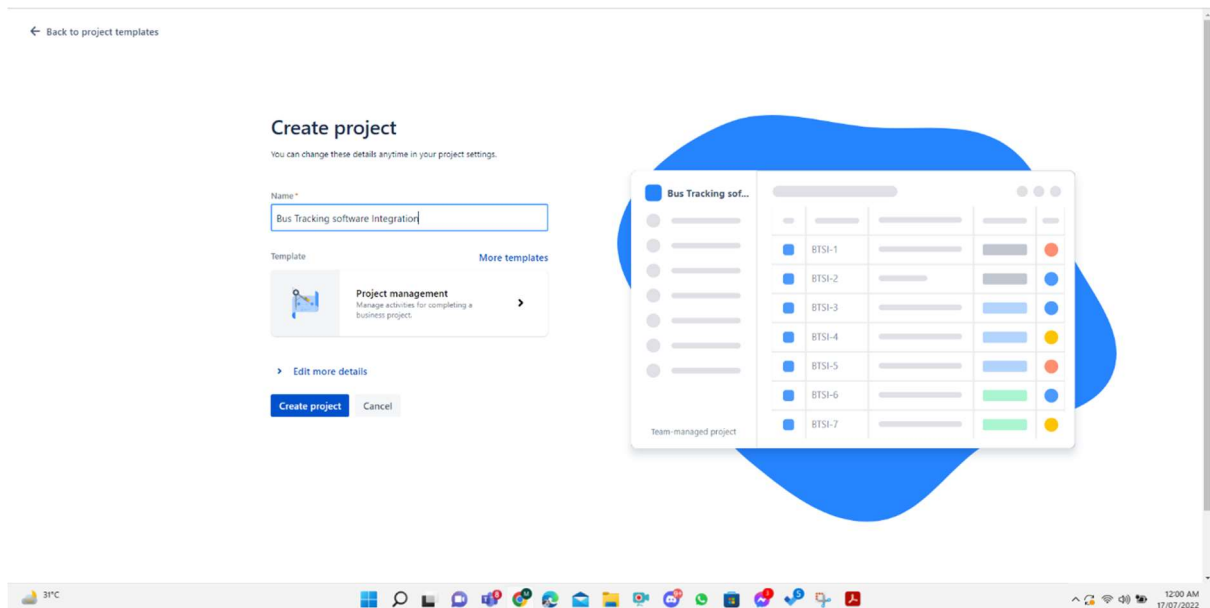 ← Back to project templates
Create project
You can change these details anytime in your project settings.
Name *
Bus Tracking software Integration
Template
More templates
Project management
Manage activities for completing a
business project.
Edit more details
Create project
Cancel
Bus Tracking sof...
BTSI-1
BTSI-2
BTSI-3
BTSI-4
BTSI-5
BTSI-6
BTSI-7
Team-managed project
31°C
12:00 AM
17/07/2022